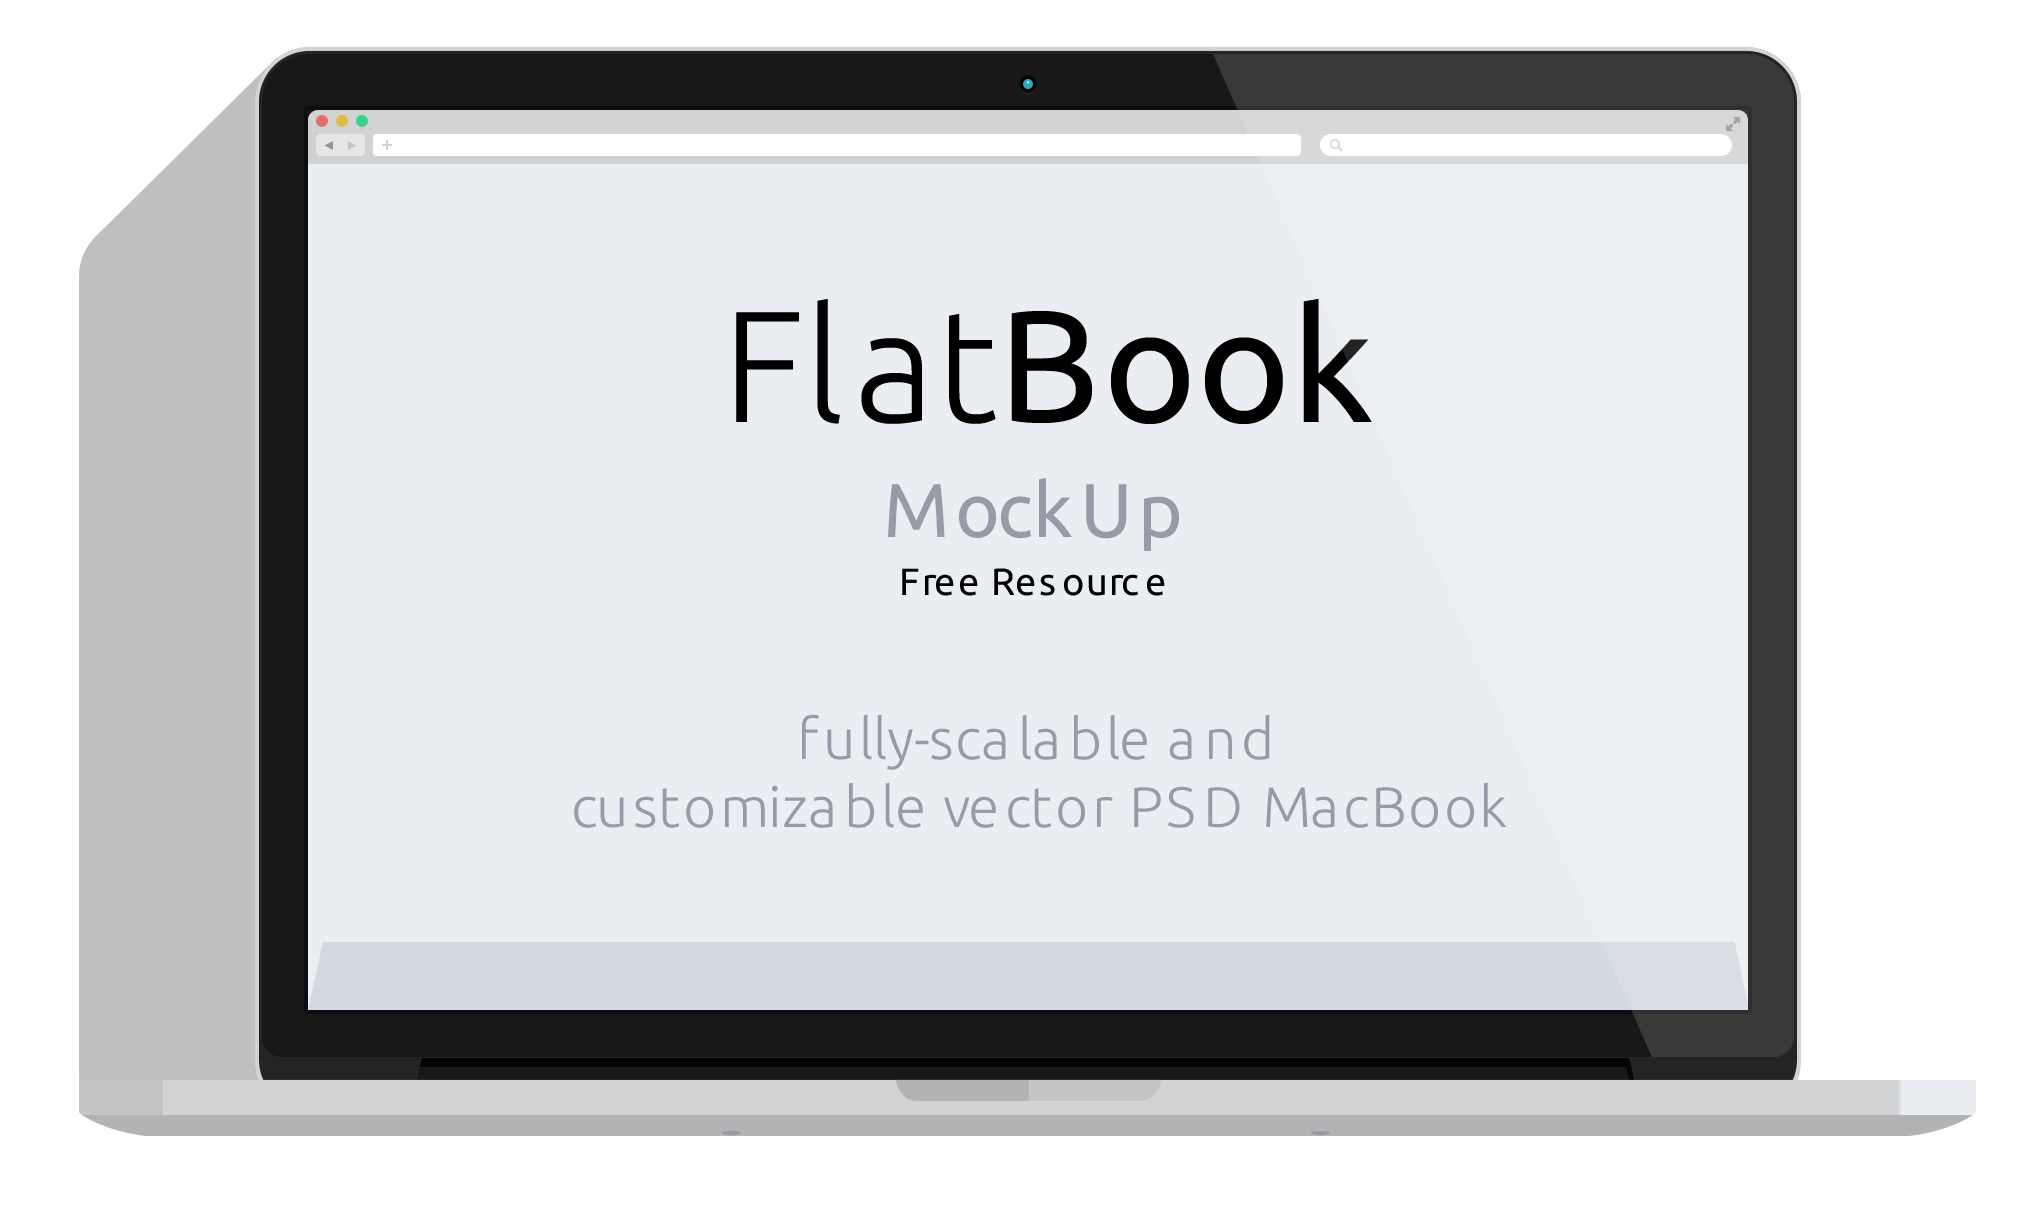 FlatBook
MockUp
Free Resource
fully-scalable and
customizable vector PSD MacBook